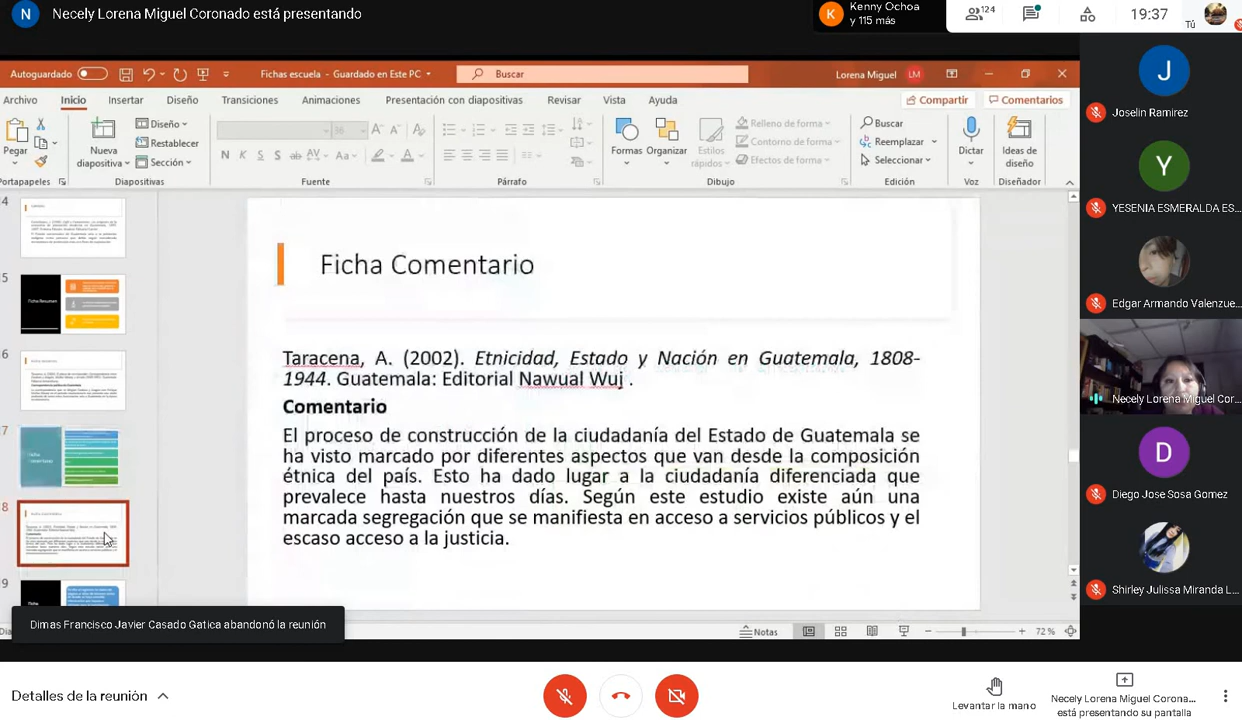 N Necely Lorena Miguel Coronado está presentando
K Kenny Ochoa
y 115 más
124
19:37
Tú
Autoguardado
Fichas escuela - Guardado en Este PC
Buscar
Lorena Miguel LM
Archivo Inicio Insertar Diseño Transiciones Animaciones Presentación con diapositivas Revisar Vista Ayuda Compartir Comentarios
Pegar
Nueva
diapositiva
Diseño
Restablecer
Sección
N K S S ab AV Aa A
Formas
Organizar
Estilos
rápidos
Relleno de forma
Contorno de forma
Efectos de forma
Buscar
Reemplazar
Seleccionar
Dictar
Ideas de
diseño
Portapapeles Diapositivas Fuente Párrafo Dibujo Edición Voz Diseñador
4
5
6
7
8
9
Ficha Comentario
Taracena, A. (2002). Etnicidad, Estado y Nación en Guatemala, 1808-
1944. Guatemala: Editorial Nawual Wuj .
Comentario
El proceso de construcción de la ciudadanía del Estado de Guatemala se
ha visto marcado por diferentes aspectos que van desde la composición
étnica del país. Esto ha dado lugar a la ciudadanía diferenciada que
prevalece hasta nuestros días. Según este estudio existe aún una
marcada segregación que se manifiesta en acceso a servicios públicos y el
escaso acceso a la justicia.
Dimas Francisco Javier Casado Gatica abandonó la reunión
Notas
72 %
J
Joselin Ramirez
Y
YESENIA ESMERALDA ES...
Edgar Armando Valenzue...
Necely Lorena Miguel Cor...
D
Diego Jose Sosa Gomez
Shirley Julissa Miranda L...
Detalles de la reunión
Levantar la mano
Necely Lorena Miguel Corona...
está presentando su pantalla